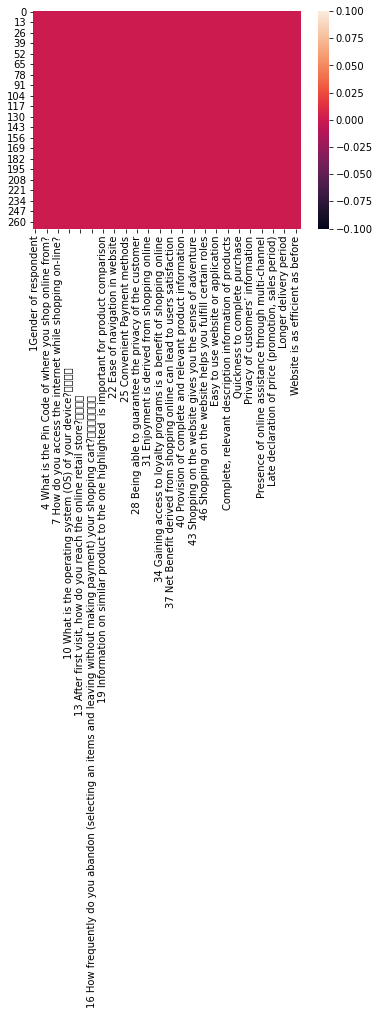 0
13
26
39
52
65
78
91
104
117
130
143
156
169
182
195
208
221
234
247
260
0.100
0.075
0.050
0.025
0.000
−0.025
−0.050
−0.075
−0.100
1Gender of respondent
4 What is the Pin Code of where you shop online from?
7 How do you access the internet while shopping on-line?
10 What is the operating system (OS) of your device?□□□□
13 After first visit, how do you reach the online retail store?□□□□
16 How frequently do you abandon (selecting an items and leaving without making payment) your shopping cart?□□□□□□□
19 Information on similar product to the one highlighted  is important for product comparison
22 Ease of navigation in website
25 Convenient Payment methods
28 Being able to guarantee the privacy of the customer
31 Enjoyment is derived from shopping online
34 Gaining access to loyalty programs is a benefit of shopping online
37 Net Benefit derived from shopping online can lead to users satisfaction
40 Provision of complete and relevant product information
43 Shopping on the website gives you the sense of adventure
46 Shopping on the website helps you fulfill certain roles
Easy to use website or application
Complete, relevant description information of products
Quickness to complete purchase
Privacy of customers’ information
Presence of online assistance through multi-channel
Late declaration of price (promotion, sales period)
Longer delivery period
Website is as efficient as before